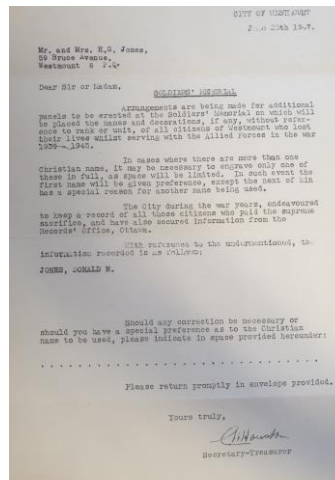 CITY OF WESTMOUNT
June 25th 1947.
Mr. and Mrs. H.G. Jones,
59 Bruce Avenue,
Westmount 6 P.Q.
Dear Sir or Madam,
SOLDIERS' MEMORIAL
Arrangements are being made for additional
panels to be erected at the Soldiers' Memorial on which will
be placed the names and decorations, if any, without refer-
ence to rank or unit, of all citizens of Westmount who lost
their lives whilst serving with the Allied Forces in the war
1939 - 1945.
In cases where there are more than one
Christian name, it may be necessary to engrave only one of
these in full, as space will be limited. In such event the
first name will be given preference, except the next of kin
has a special reason for another name being used.
The City during the war years, endeavoured
to keep a record of all those citizens who paid the supreme
sacrifice, and have also secured information from the
Records' Office, Ottawa.
With reference to the undermentioned, the
information recorded is as follows:
JONES, DONALD N.
Should any correction be necessary or
should you have a special preference as to the Christian
name to be used, please indicate in space provided hereunder:
Please return promptly in envelope provided.
Yours truly,
Secretary-Treasurer